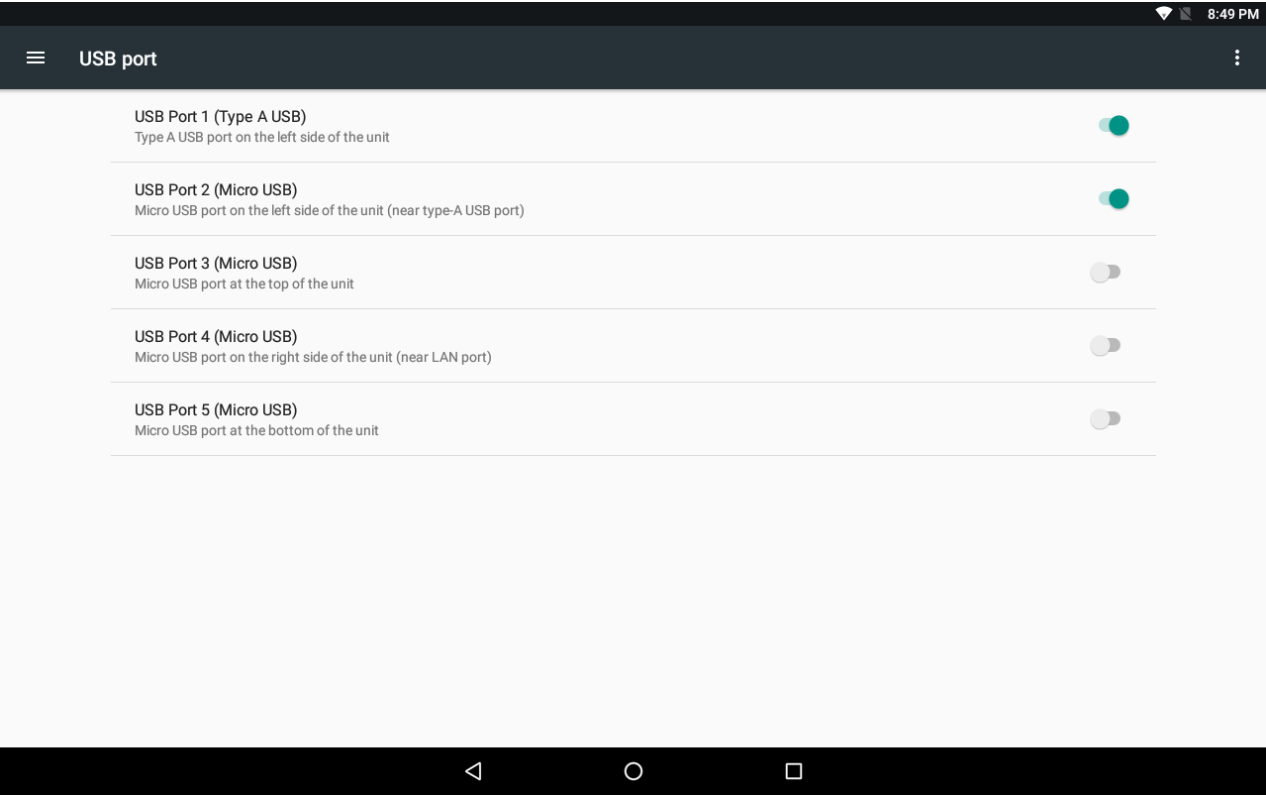 8:49 PM
USB port
USB Port 1 (Type A USB)
Type A USB port on the left side of the unit
USB Port 2 (Micro USB)
Micro USB port on the left side of the unit (near type-A USB port)
USB Port 3 (Micro USB)
Micro USB port at the top of the unit
USB Port 4 (Micro USB)
Micro USB port on the right side of the unit (near LAN port)
USB Port 5 (Micro USB)
Micro USB port at the bottom of the unit